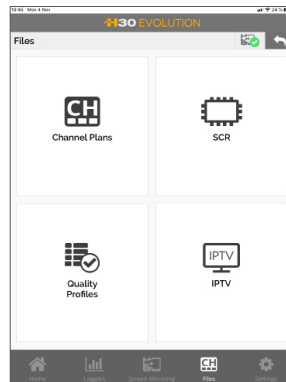 10:46 Mon 4 Nov 24%
H30 EVOLUTION
Files
CH
Channel Plans
SCR
Quality
Profiles
IPTV
IPTV
CH
Home Loggers Screen Mirroring Files Settings